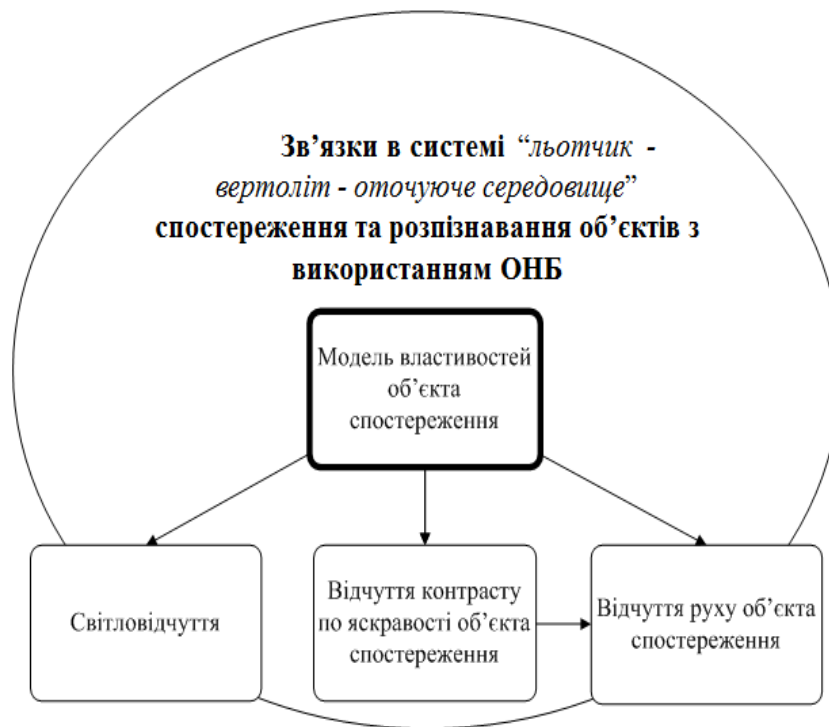 Зв’язки в системі “льотчик -
вертоліт - оточуюче середовище”
спостереження та розпізнавання об’єктів з
використанням ОНБ
Модель властивостей
об’єкта
спостереження
Світловідчуття
Відчуття контрасту
по яскравості об’єкта
спостереження
Відчуття руху об’єкта
спостереження